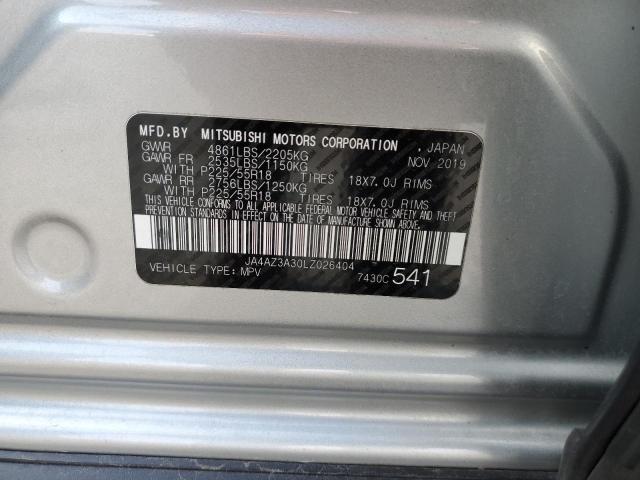 MFD.BY MITSUBISHI MOTORS CORPORATION . JAPAN
GVWR 4861LBS/2205KG NOV 2019
GAWR FR 2535LBS/1150KG
WITH P225/55R18 TIRES 18X7.0J RIMS
GAWR RR 2756LBS/1250KG
WITH P225/55R18 TIRES 18X7.0J RIMS
THIS VEHICLE CONFORMS TO ALL APPLICABLE FEDERAL MOTOR VEHICLE SAFETY AND THEFT
PREVENTION STANDARDS IN EFFECT ON THE DATE OF MANUFACTURE SHOWN ABOVE.
JA4AZ3A30LZ026404
VEHICLE TYPE: MPV 7430C 541